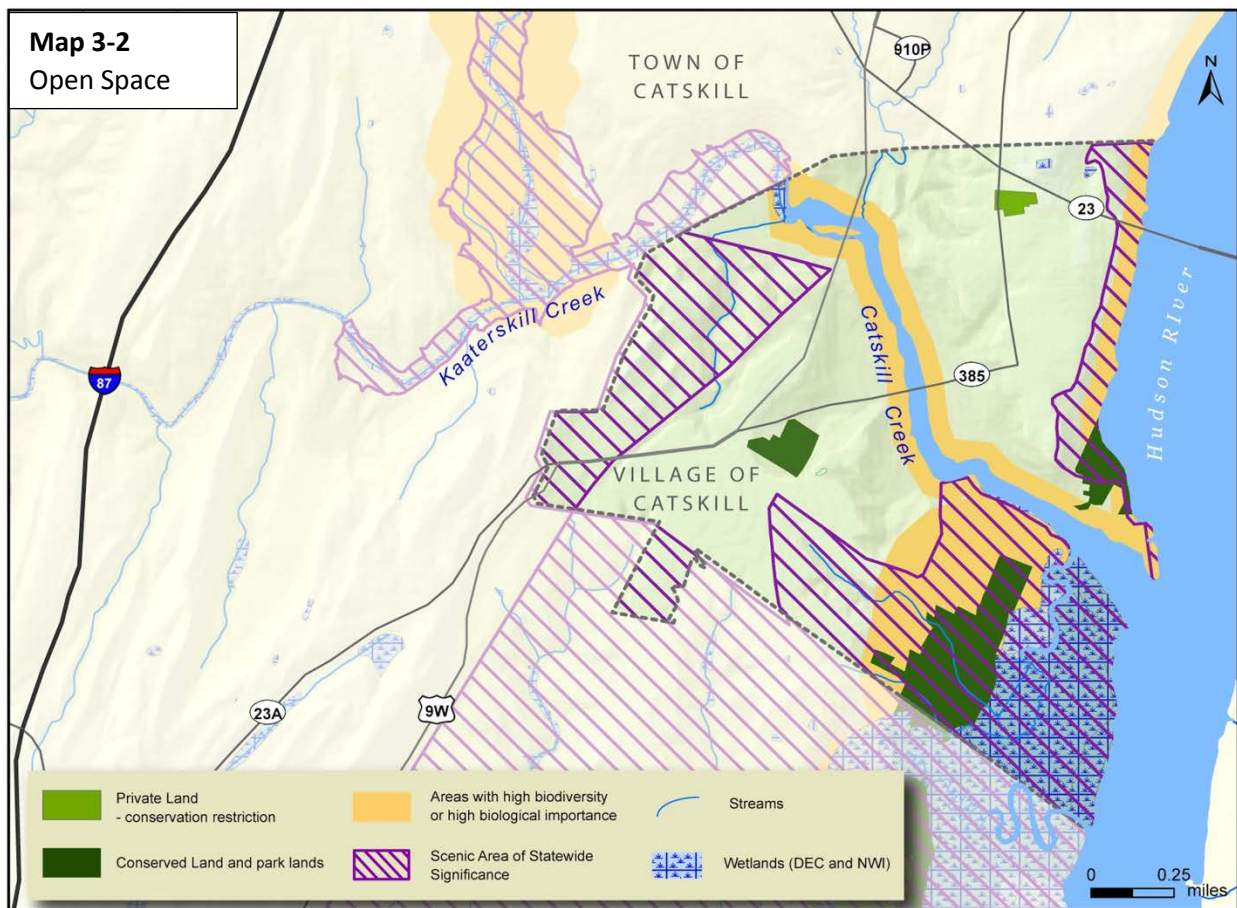 Map 3-2
Open Space
TOWN OF
CATSKILL
910P
N
23
Kaaterskill Creek
Catskill Creek
Hudson RIver
87
385
VILLAGE OF
CATSKILL
23A
9W
Private Land
- conservation restriction
Areas with high biodiversity
or high biological importance
Streams
Conserved Land and park lands
Scenic Area of Statewide
Significance
Wetlands (DEC and NWI)
0 0.25
miles